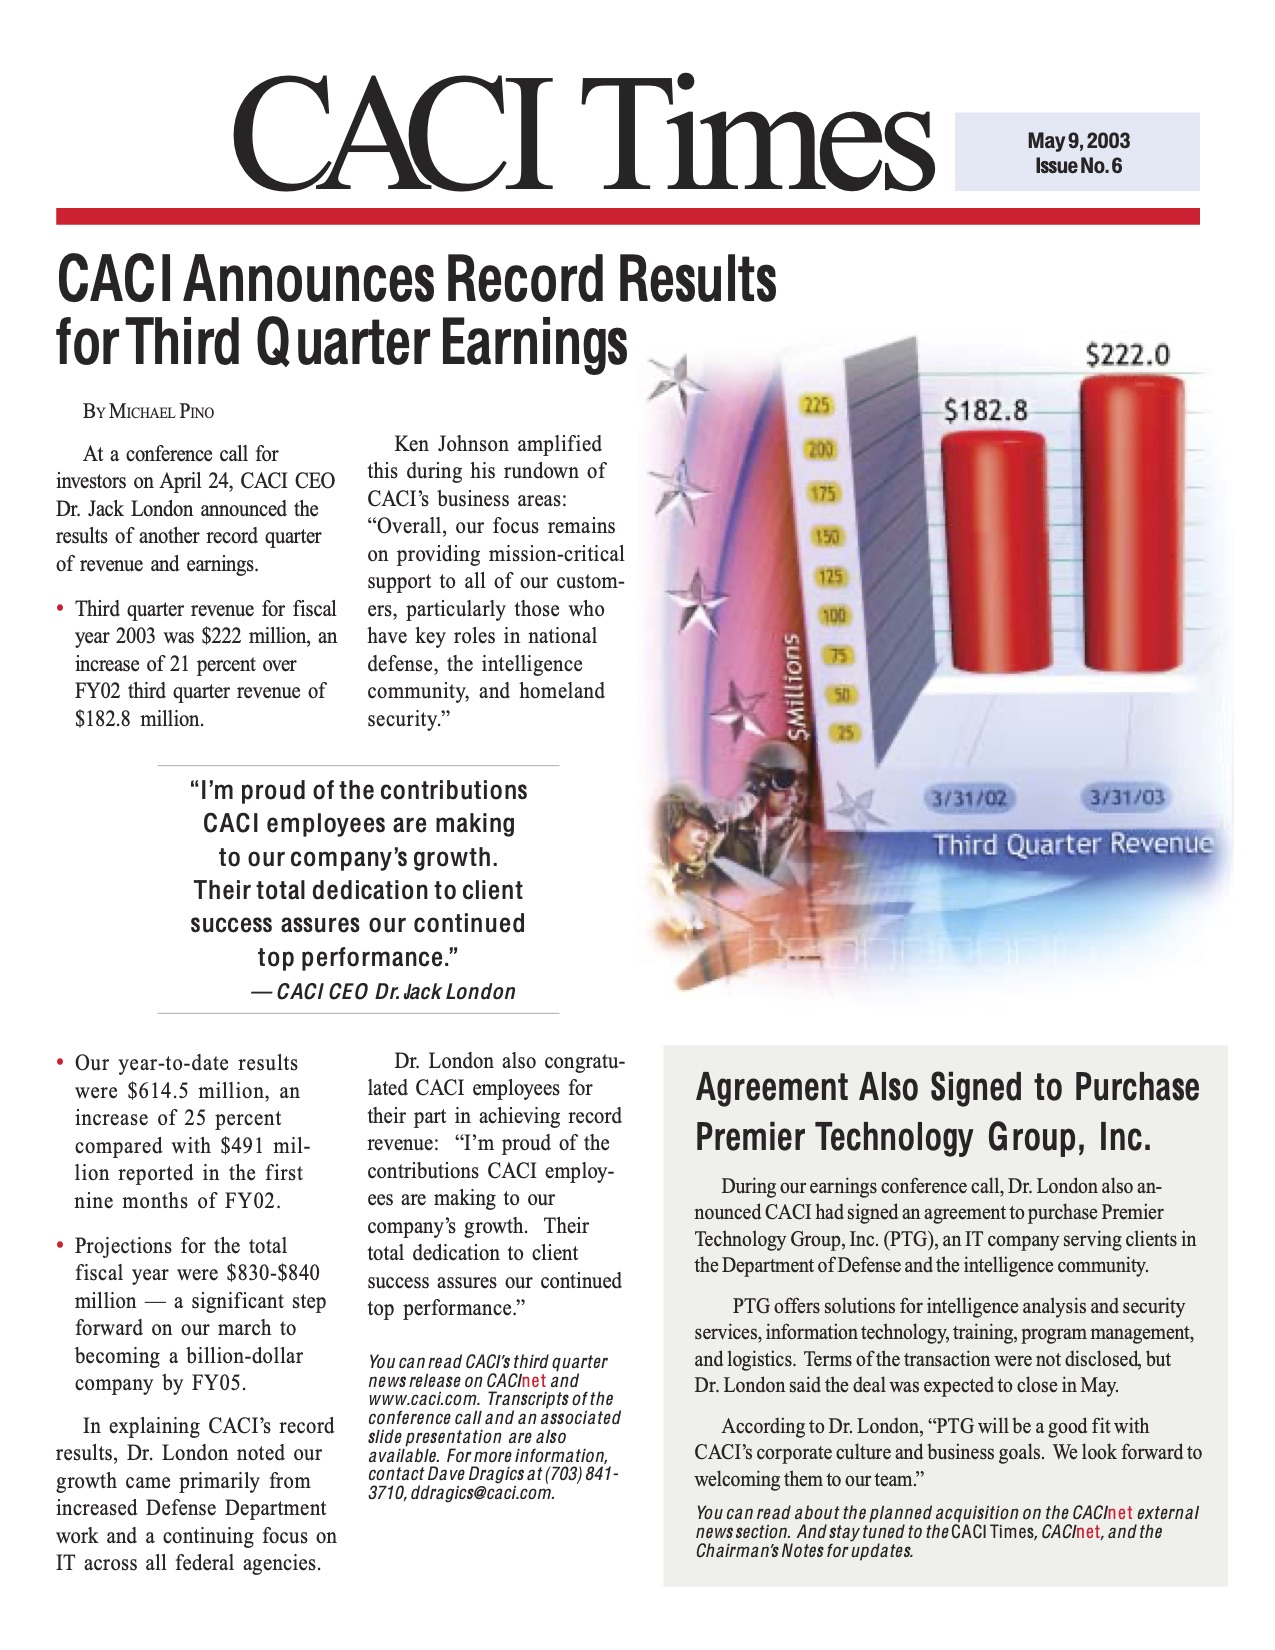 CACI Times
May 9, 2003
Issue No. 6
CACI Announces Record Results
for Third Quarter Earnings
BY MICHAEL PINO
At a conference call for
investors on April 24, CACI CEO
Dr. Jack London announced the
results of another record quarter
of revenue and earnings.
• Third quarter revenue for fiscal
year 2003 was $222 million, an
increase of 21 percent over
FY02 third quarter revenue of
$182.8 million.
Ken Johnson amplified
this during his rundown of
CACI’s business areas:
“Overall, our focus remains
on providing mission-critical
support to all of our custom-
ers, particularly those who
have key roles in national
defense, the intelligence
community, and homeland
security.”
$222.0
$182.8
225
200
175
150
125
100
75
50
25
$Millions
3/31/02
3/31/03
Third Quarter Revenue
“I’m proud of the contributions
CACI employees are making
to our company’s growth.
Their total dedication to client
success assures our continued
top performance.”
— CACI CEO Dr. Jack London
• Our year-to-date results
were $614.5 million, an
increase of 25 percent
compared with $491 mil-
lion reported in the first
nine months of FY02.
• Projections for the total
fiscal year were $830-$840
million — a significant step
forward on our march to
becoming a billion-dollar
company by FY05.
In explaining CACI’s record
results, Dr. London noted our
growth came primarily from
increased Defense Department
work and a continuing focus on
IT across all federal agencies.
Dr. London also congratu-
lated CACI employees for
their part in achieving record
revenue: “I’m proud of the
contributions CACI employ-
ees are making to our
company’s growth. Their
total dedication to client
success assures our continued
top performance.”
You can read CACI’s third quarter
news release on CACInet and
www.caci.com. Transcripts of the
conference call and an associated
slide presentation are also
available. For more information,
contact Dave Dragics at (703) 841-
3710, ddragics@caci.com.
Agreement Also Signed to Purchase
Premier Technology Group, Inc.
During our earnings conference call, Dr. London also an-
nounced CACI had signed an agreement to purchase Premier
Technology Group, Inc. (PTG), an IT company serving clients in
the Department of Defense and the intelligence community.
PTG offers solutions for intelligence analysis and security
services, information technology, training, program management,
and logistics. Terms of the transaction were not disclosed, but
Dr. London said the deal was expected to close in May.
According to Dr. London, “PTG will be a good fit with
CACI’s corporate culture and business goals. We look forward to
welcoming them to our team.”
You can read about the planned acquisition on the CACInet external
news section. And stay tuned to the CACI Times, CACInet, and the
Chairman’s Notes for updates.